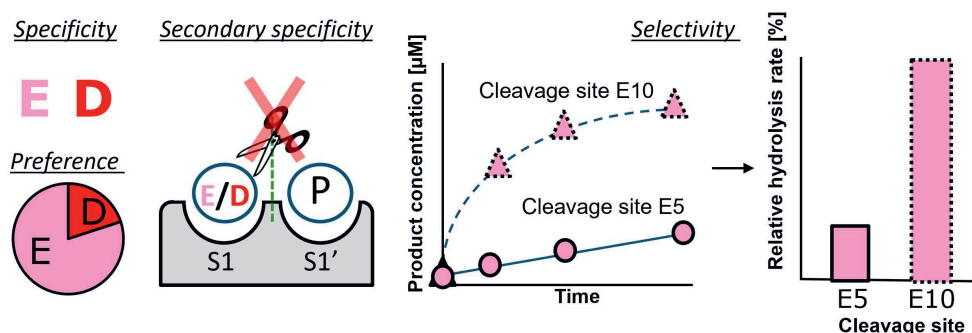 Specificity
E D
Preference
D
E
Secondary specificity
E/D
P
S1
S1’
Selectivity
Product concentration [µM]
Cleavage site E10
Cleavage site E5
Time
Relative hydrolysis rate [%]
E5
E10
Cleavage site